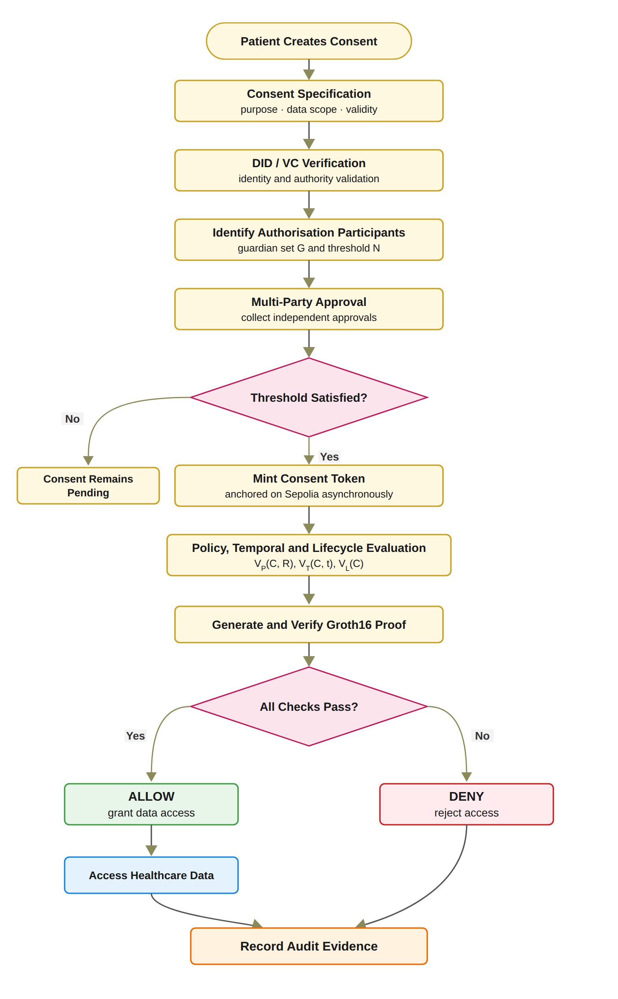 Patient Creates Consent
Consent Specification
purpose · data scope · validity
DID / VC Verification
identity and authority validation
Identify Authorisation Participants
guardian set G and threshold N
Multi-Party Approval
collect independent approvals
Threshold Satisfied?
No
Yes
Consent Remains
Pending
Mint Consent Token
anchored on Sepolia asynchronously
Policy, Temporal and Lifecycle Evaluation
V_P(C, R), V_T(C, t), V_L(C)
Generate and Verify Groth16 Proof
All Checks Pass?
Yes
No
ALLOW
grant data access
DENY
reject access
Access Healthcare Data
Record Audit Evidence